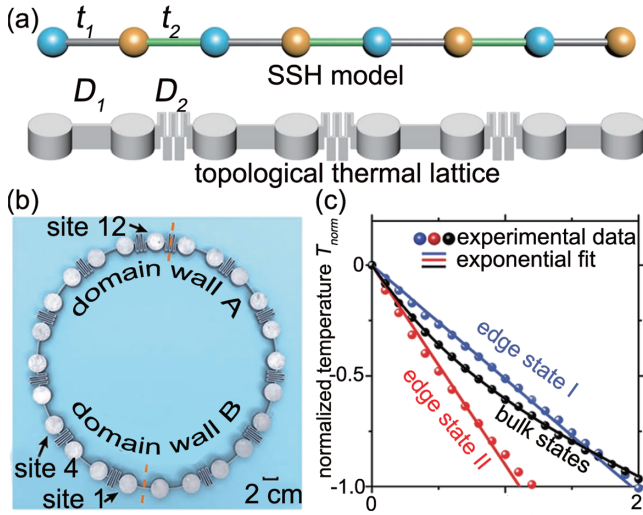 (a)
t1 t2
SSH model
D1 D2
topological thermal lattice
(b)
site 12
domain wall A
domain wall B
site 4
site 1
2 cm
(c)
normalized temperature Tnorm
experimental data
exponential fit
edge state I
bulk states
edge state II
0
-0.5
-1.0
0 2